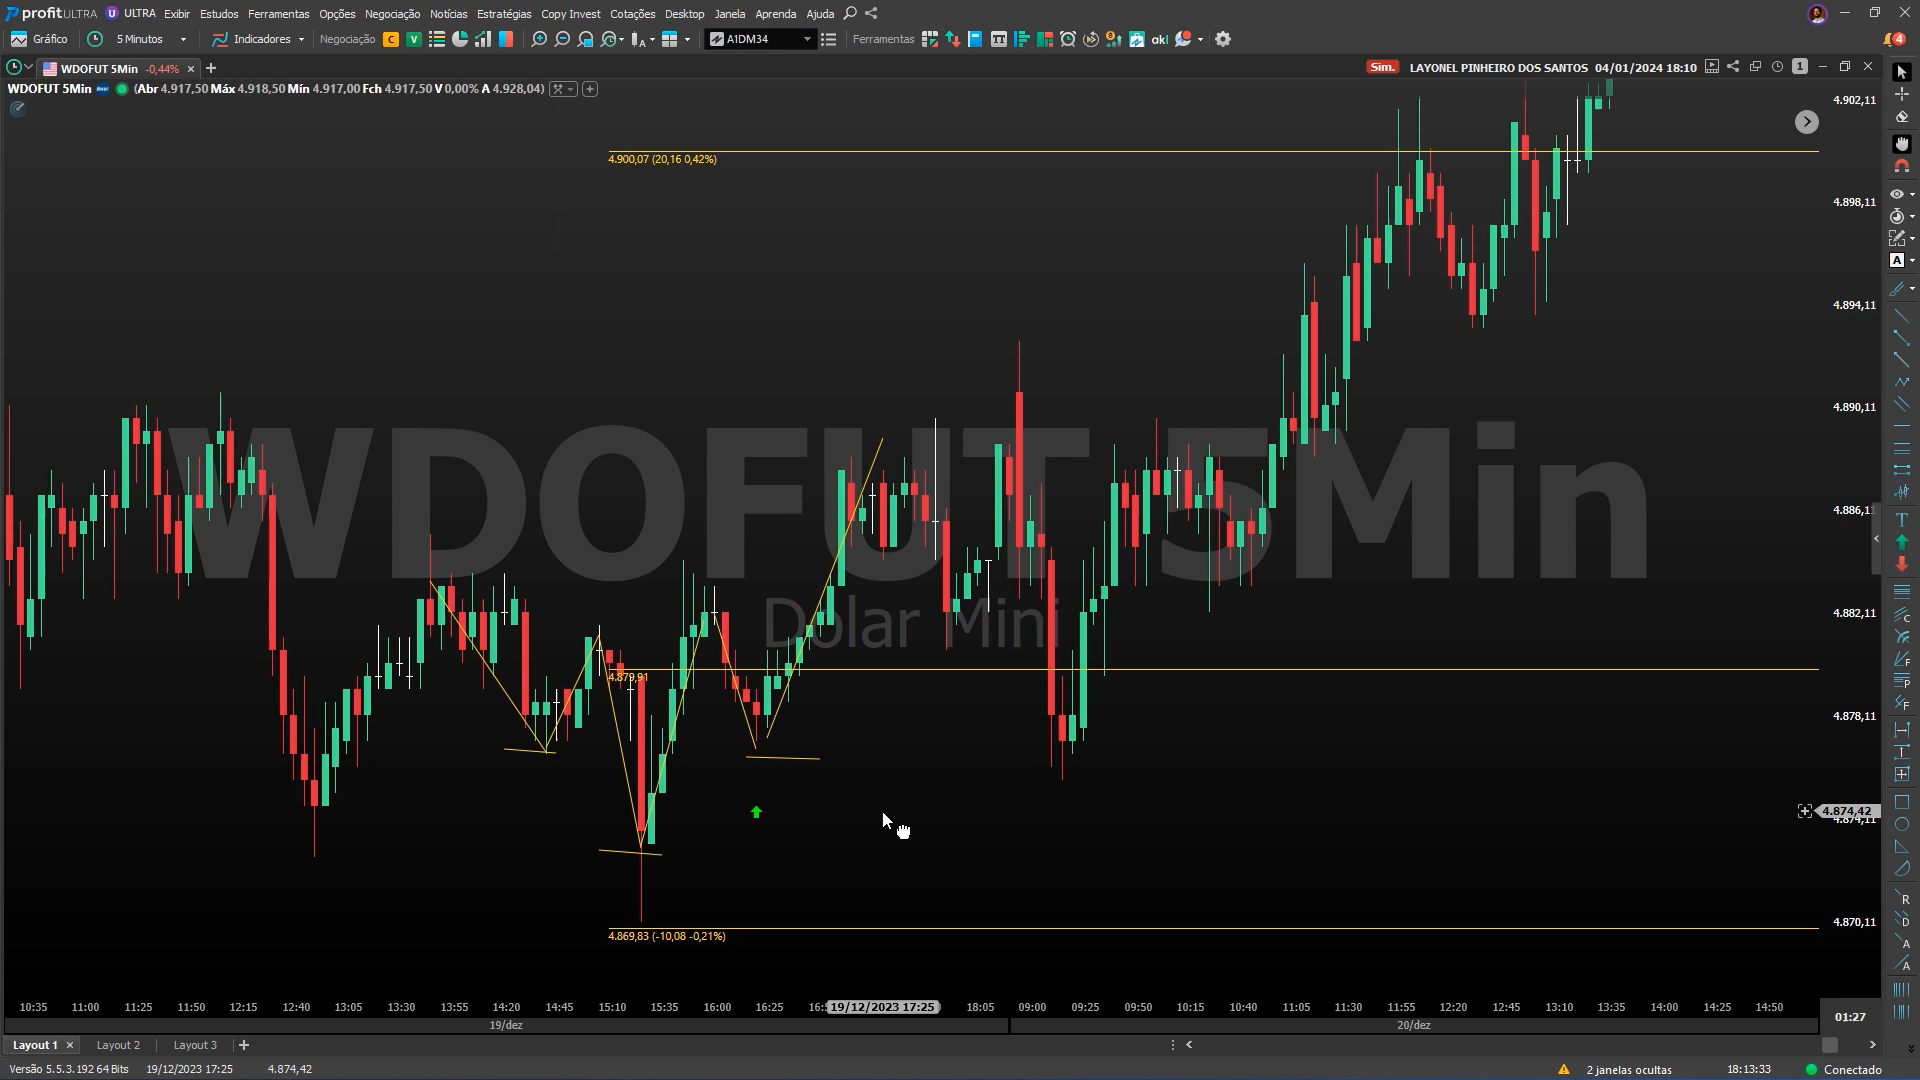 profitULTRA U ULTRA Exibir Estudos Ferramentas Opções Negociação Notícias Estratégias Copy Invest Cotações Desktop Janela Aprenda Ajuda
Gráfico 5 Minutos Indicadores Negociação C V A1DM34 Ferramentas akl 4
WDOFUT 5Min -0,44% × + Sim. LAYONEL PINHEIRO DOS SANTOS 04/01/2024 18:10 1
WDOFUT 5Min (Abr 4.917,50 Máx 4.918,50 Mín 4.917,00 Fch 4.917,50 V 0,00% A 4.928,04)
4.902,11
4.900,07 (20,16 0,42%)
4.898,11
4.894,11
4.890,11
WDOFUT 5Min
4.886,11
Dolar Mini
4.882,11
4.879,91
4.878,11
4.874,42
4.874,11
4.870,11
4.869,83 (-10,08 -0,21%)
10:35 11:00 11:25 11:50 12:15 12:40 13:05 13:30 13:55 14:20 14:45 15:10 15:35 16:00 16:25 19/12/2023 17:25 18:05 09:00 09:25 09:50 10:15 10:40 11:05 11:30 11:55 12:20 12:45 13:10 13:35 14:00 14:25 14:50
01:27
19/dez 20/dez
Layout 1 × Layout 2 Layout 3 +
Versão 5.5.3.192 64 Bits 19/12/2023 17:25 4.874,42 2 janelas ocultas 18:13:33 Conectado